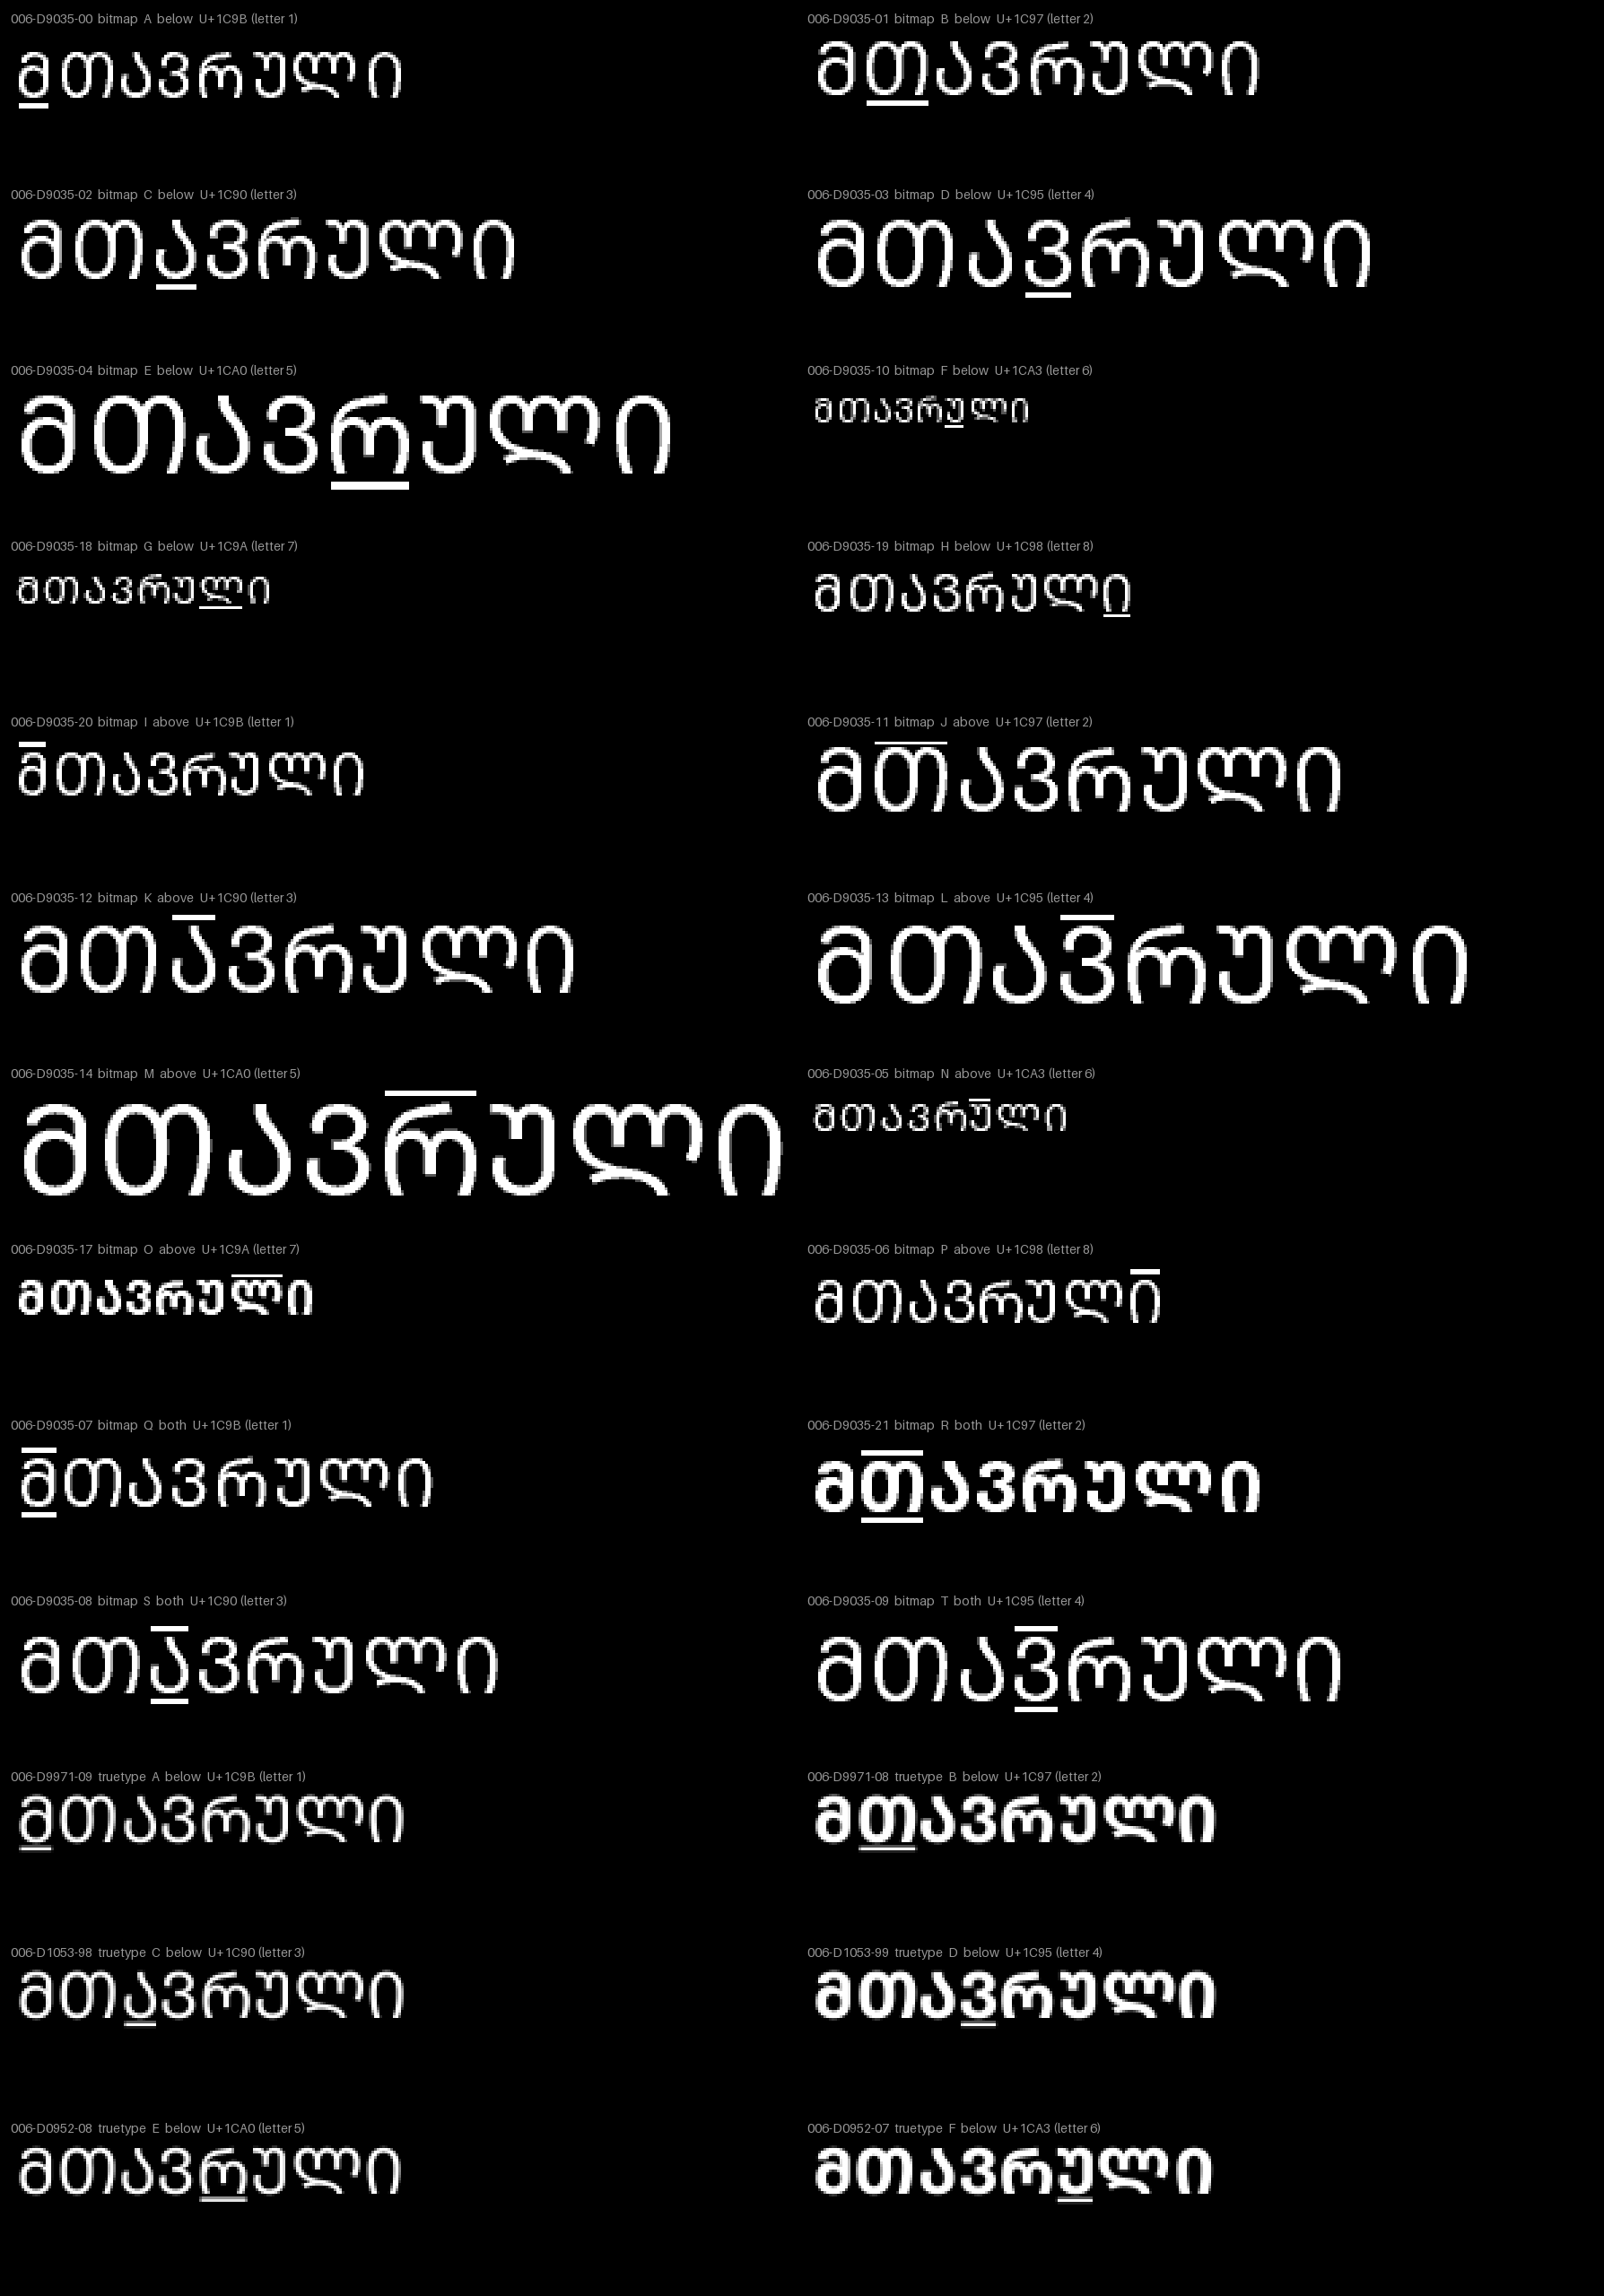 006-D9035-00 bitmap A below U+1C9B (letter 1)
ᲛᲗᲐᲕᲠᲣᲚᲘ
006-D9035-01 bitmap B below U+1C97 (letter 2)
ᲛᲗᲐᲕᲠᲣᲚᲘ
006-D9035-02 bitmap C below U+1C90 (letter 3)
ᲛᲗᲐᲕᲠᲣᲚᲘ
006-D9035-03 bitmap D below U+1C95 (letter 4)
ᲛᲗᲐᲕᲠᲣᲚᲘ
006-D9035-04 bitmap E below U+1CA0 (letter 5)
ᲛᲗᲐᲕᲠᲣᲚᲘ
006-D9035-10 bitmap F below U+1CA3 (letter 6)
ᲛᲗᲐᲕᲠᲣᲚᲘ
006-D9035-18 bitmap G below U+1C9A (letter 7)
ᲛᲗᲐᲕᲠᲣᲚᲘ
006-D9035-19 bitmap H below U+1C98 (letter 8)
ᲛᲗᲐᲕᲠᲣᲚᲘ
006-D9035-20 bitmap I above U+1C9B (letter 1)
ᲛᲗᲐᲕᲠᲣᲚᲘ
006-D9035-11 bitmap J above U+1C97 (letter 2)
ᲛᲗᲐᲕᲠᲣᲚᲘ
006-D9035-12 bitmap K above U+1C90 (letter 3)
ᲛᲗᲐᲕᲠᲣᲚᲘ
006-D9035-13 bitmap L above U+1C95 (letter 4)
ᲛᲗᲐᲕᲠᲣᲚᲘ
006-D9035-14 bitmap M above U+1CA0 (letter 5)
ᲛᲗᲐᲕᲠᲣᲚᲘ
006-D9035-05 bitmap N above U+1CA3 (letter 6)
ᲛᲗᲐᲕᲠᲣᲚᲘ
006-D9035-17 bitmap O above U+1C9A (letter 7)
ᲛᲗᲐᲕᲠᲣᲚᲘ
006-D9035-06 bitmap P above U+1C98 (letter 8)
ᲛᲗᲐᲕᲠᲣᲚᲘ
006-D9035-07 bitmap Q both U+1C9B (letter 1)
ᲛᲗᲐᲕᲠᲣᲚᲘ
006-D9035-21 bitmap R both U+1C97 (letter 2)
ᲛᲗᲐᲕᲠᲣᲚᲘ
006-D9035-08 bitmap S both U+1C90 (letter 3)
ᲛᲗᲐᲕᲠᲣᲚᲘ
006-D9035-09 bitmap T both U+1C95 (letter 4)
ᲛᲗᲐᲕᲠᲣᲚᲘ
006-D9971-09 truetype A below U+1C9B (letter 1)
ᲛᲗᲐᲕᲠᲣᲚᲘ
006-D9971-08 truetype B below U+1C97 (letter 2)
ᲛᲗᲐᲕᲠᲣᲚᲘ
006-D1053-98 truetype C below U+1C90 (letter 3)
ᲛᲗᲐᲕᲠᲣᲚᲘ
006-D1053-99 truetype D below U+1C95 (letter 4)
ᲛᲗᲐᲕᲠᲣᲚᲘ
006-D0952-08 truetype E below U+1CA0 (letter 5)
ᲛᲗᲐᲕᲠᲣᲚᲘ
006-D0952-07 truetype F below U+1CA3 (letter 6)
ᲛᲗᲐᲕᲠᲣᲚᲘ